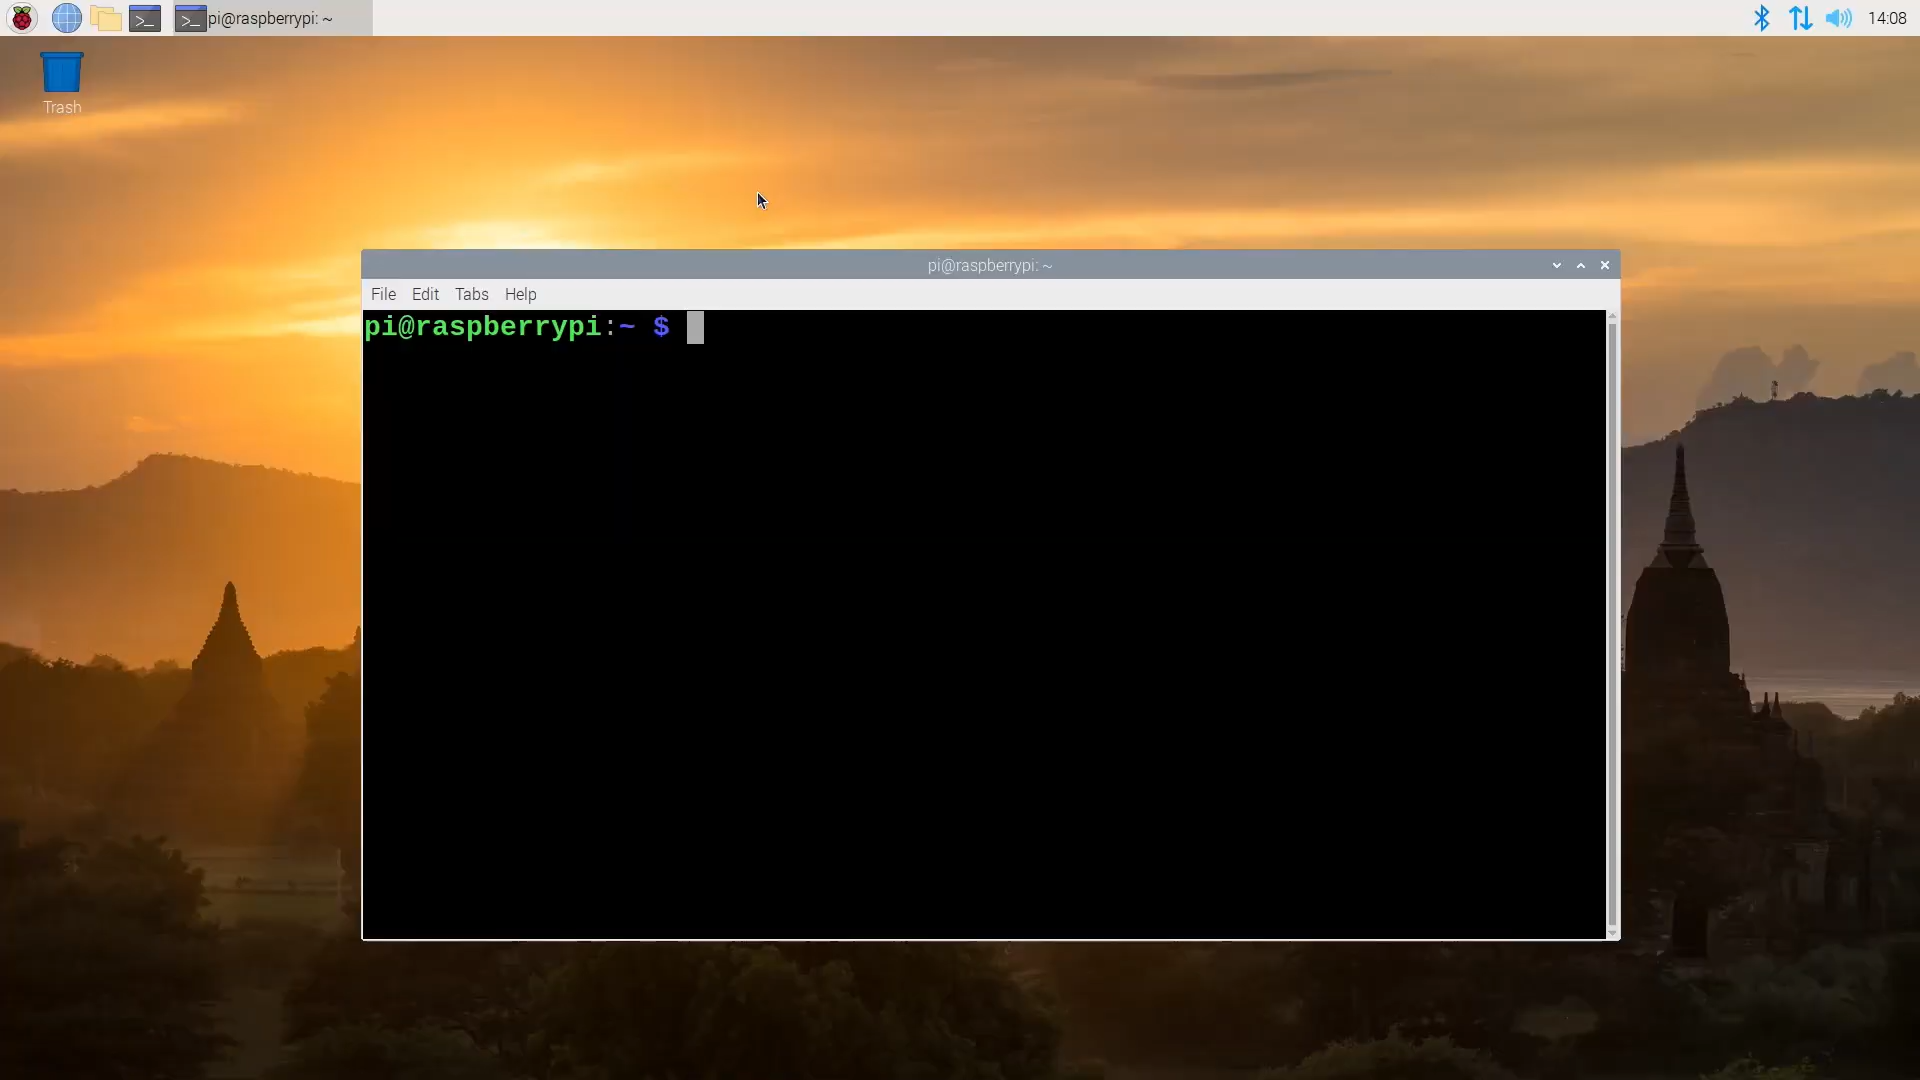 pi@raspberrypi: ~
14:08
Trash
pi@raspberrypi: ~
File Edit Tabs Help
pi@raspberrypi:~ $